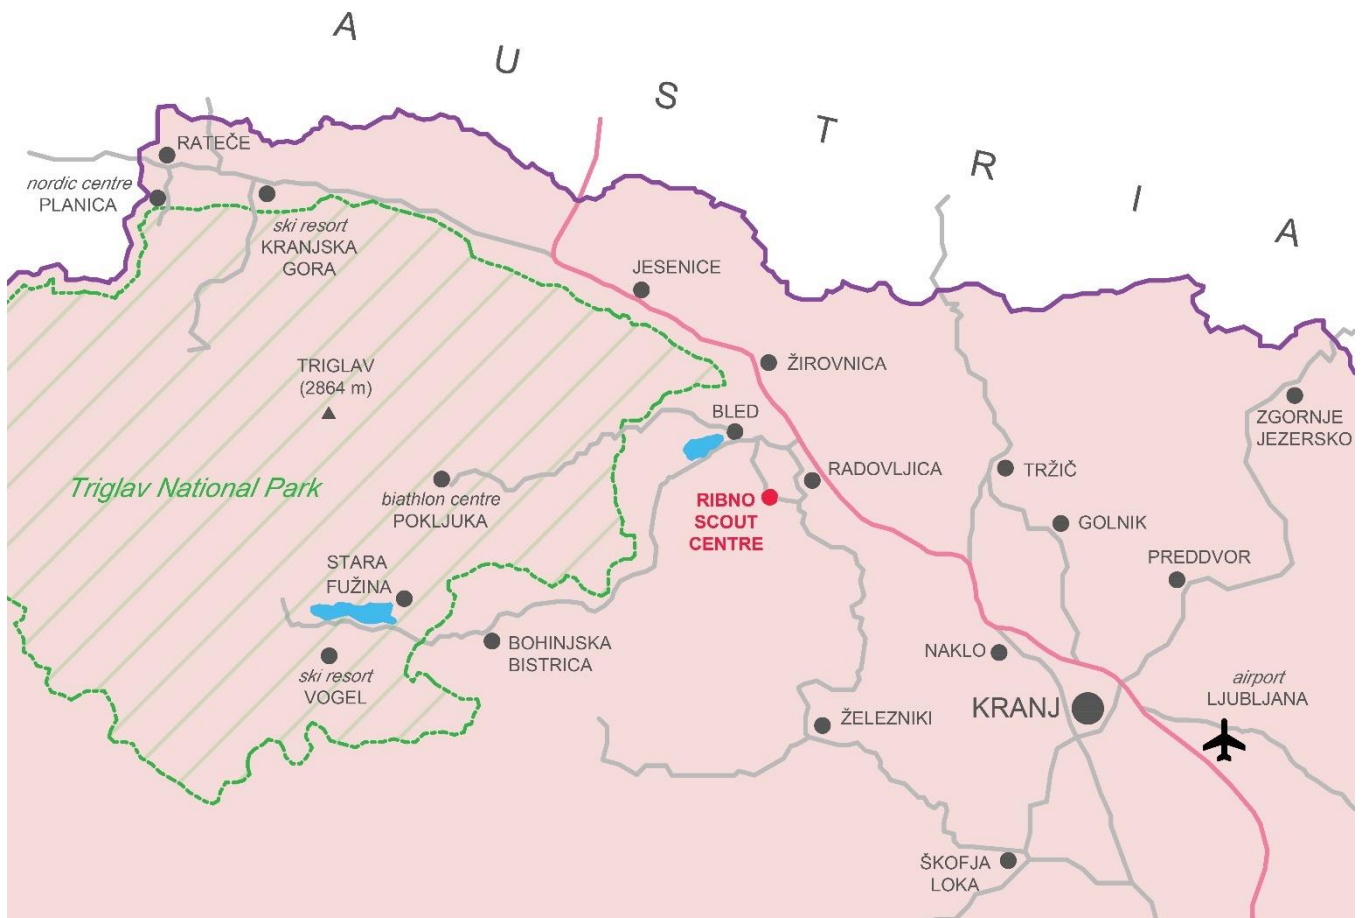 A U S T R I A
RATEČE
nordic centre
PLANICA
ski resort
KRANJSKA
GORA
JESENICE
ŽIROVNICA
TRIGLAV
(2864 m)
BLED
ZGORNJE
JEZERSKO
Triglav National Park
biathlon centre
POKLJUKA
RADOVLJICA
TRŽIČ
RIBNO
SCOUT
CENTRE
GOLNIK
PREDDVOR
STARA
FUŽINA
BOHINJSKA
BISTRICA
NAKLO
ski resort
VOGEL
airport
LJUBLJANA
KRANJ
ŽELEZNIKI
ŠKOFJA
LOKA